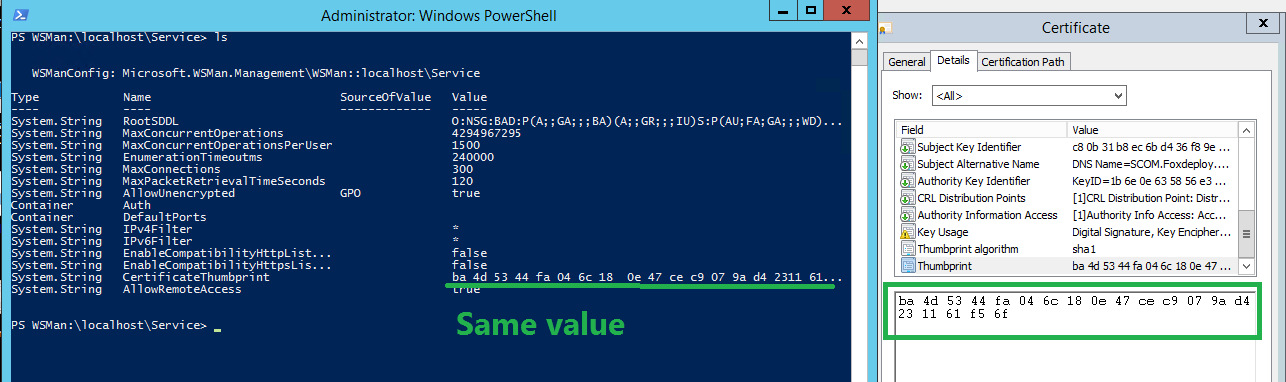 Administrator: Windows PowerShell
PS WSMan:\localhost\Service> ls
WSManConfig: Microsoft.WSMan.Management\WSMan::localhost\Service
Type Name SourceOfValue Value
---- ---- ------------- -----
System.String RootSDDL O:NSG:BAD:P(A;;GA;;;BA)(A;;GR;;;IU)S:P(AU;FA;GA;;;WD)...
System.String MaxConcurrentOperations 4294967295
System.String MaxConcurrentOperationsPerUser 1500
System.String EnumerationTimeoutms 240000
System.String MaxConnections 300
System.String MaxPacketRetrievalTimeSeconds 120
System.String AllowUnencrypted GPO true
Container Auth
Container DefaultPorts
System.String IPv4Filter *
System.String IPv6Filter *
System.String EnableCompatibilityHttpList... false
System.String EnableCompatibilityHttpsLis... false
System.String CertificateThumbprint ba 4d 53 44 fa 04 6c 18  0e 47 ce c9 07 9a d4 2311 61...
System.String AllowRemoteAccess true
PS WSMan:\localhost\Service> _
Same value
Certificate
General Details Certification Path
Show: <All>
Field Value
Subject Key Identifier c8 0b 31 b8 ec 6b d4 36 f8 9e ...
Subject Alternative Name DNS Name=SCOM.Foxdeploy....
Authority Key Identifier KeyID=1b 6e 0e 63 58 56 e3 ...
CRL Distribution Points [1]CRL Distribution Point: Distr...
Authority Information Access [1]Authority Info Access: Acc...
Key Usage Digital Signature, Key Encipher...
Thumbprint algorithm sha1
Thumbprint ba 4d 53 44 fa 04 6c 18 0e 47 ...
ba 4d 53 44 fa 04 6c 18 0e 47 ce c9 07 9a d4
23 11 61 f5 6f